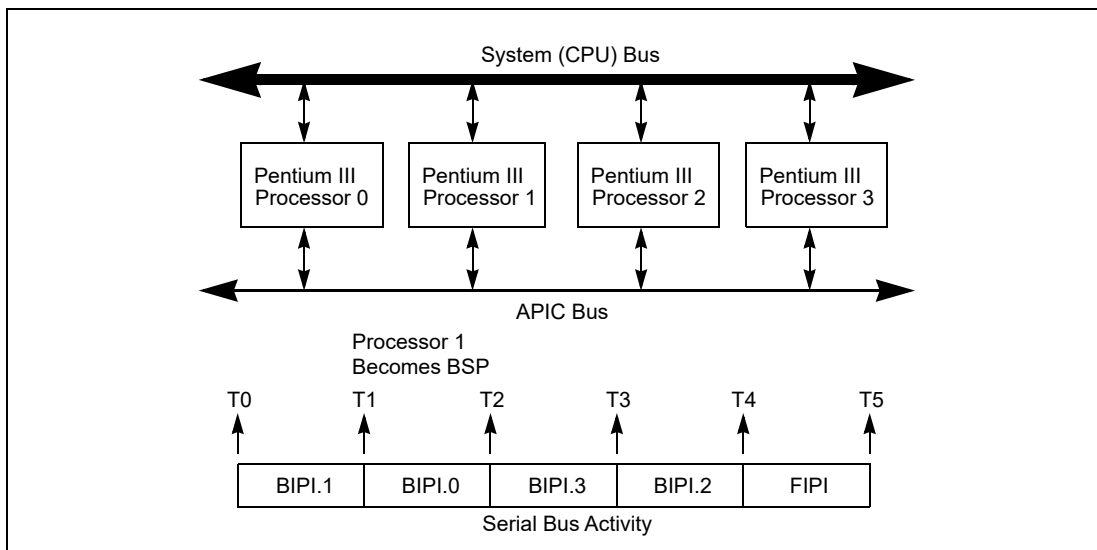 System (CPU) Bus
Pentium III
Processor 0
Pentium III
Processor 1
Pentium III
Processor 2
Pentium III
Processor 3
APIC Bus
Processor 1
Becomes BSP
T0 T1 T2 T3 T4 T5
BIPI.1 BIPI.0 BIPI.3 BIPI.2 FIPI
Serial Bus Activity